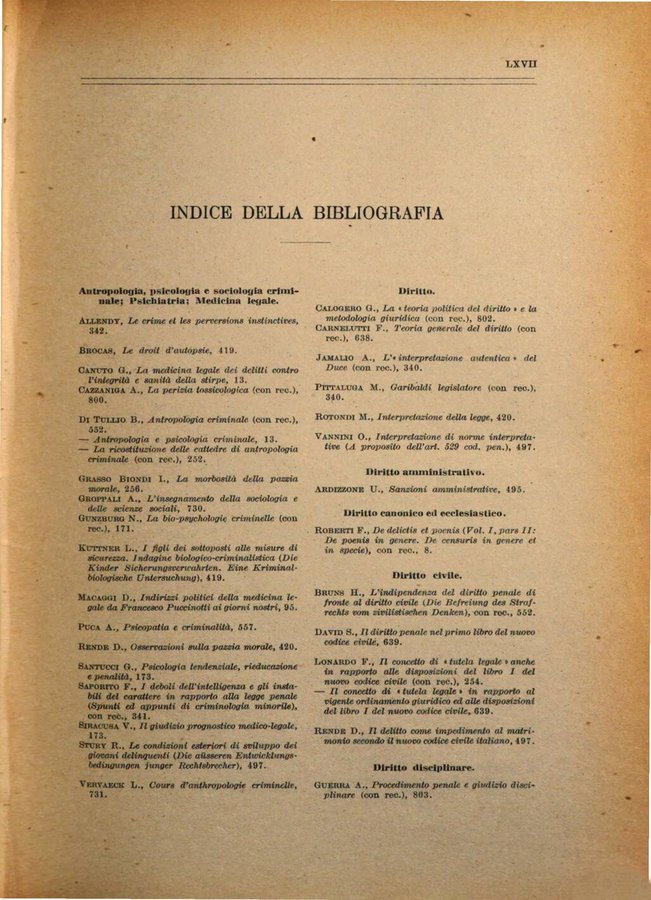 LXVII
INDICE DELLA BIBLIOGRAFIA
Antropologia, psicologia e sociologia crimi-
nale; Psichiatria; Medicina legale.
ALLENDY, Le crime et les perversions instinctives,
342.
BROCAS, Le droit d'autopsie, 419.
CANUTO G., La medicina legale dei delitti contro
l'integrità e sanità della stirpe, 13.
CAZZANIGA A., La perizia tossicologica (con rec.),
800.
DI TULLIO B., Antropologia criminale (con rec.),
552.
— Antropologia e psicologia criminale, 13.
— La ricostituzione delle cattedre di antropologia
criminale (con rec.), 252.
GRASSO BIONDI L., La morbosità della pazzia
morale, 256.
GROPPALI A., L'insegnamento della sociologia e
delle scienze sociali, 730.
GUNZBURG N., La bio-psychologie criminelle (con
rec.), 171.
KUTTNER L., I figli dei sottoposti alle misure di
sicurezza. Indagine biologico-criminalistica (Die
Kinder Sicherungsverwahrten. Eine Kriminal-
biologische Untersuchung), 419.
MACAGGI D., Indirizzi politici della medicina le-
gale da Francesco Puccinotti ai giorni nostri, 95.
PUCA A., Psicopatia e criminalità, 557.
RENDE D., Osservazioni sulla pazzia morale, 420.
SANTUCCI G., Psicologia tendenziale, rieducazione
e penalità, 173.
SAPORITO F., I deboli dell'intelligenza e gli insta-
bili del carattere in rapporto alla legge penale
(Spunti ed appunti di criminologia minorile),
con rec., 341.
SIRACUSA V., Il giudizio prognostico medico-legale,
173.
STURY R., Le condizioni esteriori di sviluppo dei
giovani delinquenti (Die aüsseren Entwicklungs-
bedingungen junger Rechtsbrecher), 497.
VERVAECK L., Cours d'anthropologie criminelle,
731.
Diritto.
CALOGERO G., La « teoria politica del diritto » e la
metodologia giuridica (con rec.), 802.
CARNELUTTI F., Teoria generale del diritto (con
rec.), 638.
JAMALIO A., L'« interpretazione autentica » del
Duce (con rec.), 340.
PITTALUGA M., Garibaldi legislatore (con rec.),
340.
ROTONDI M., Interpretazione della legge, 420.
VANNINI O., Interpretazione di norme interpreta-
tive (A proposito dell'art. 529 cod. pen.), 497.
Diritto amministrativo.
ARDIZZONE U., Sanzioni amministrative, 495.
Diritto canonico ed ecclesiastico.
ROBERTI F., De delictis et poenis (Vol. I, pars II:
De poenis in genere. De censuris in genere et
in specie), con rec., 8.
Diritto civile.
BRUNS H., L'indipendenza del diritto penale di
fronte al diritto civile (Die Befreiung des Straf-
rechts vom zivilistischen Denken), con rec., 552.
DAVID S., Il diritto penale nel primo libro del nuovo
codice civile, 639.
LONARDO F., Il concetto di « tutela legale » anche
in rapporto alle disposizioni del libro I del
nuovo codice civile (con rec.), 254.
— Il concetto di « tutela legale » in rapporto al
vigente ordinamento giuridico ed alle disposizioni
del libro I del nuovo codice civile, 639.
RENDE D., Il delitto come impedimento al matri-
monio secondo il nuovo codice civile italiano, 497.
Diritto disciplinare.
GUERRA A., Procedimento penale e giudizio disci-
plinare (con rec.), 803.